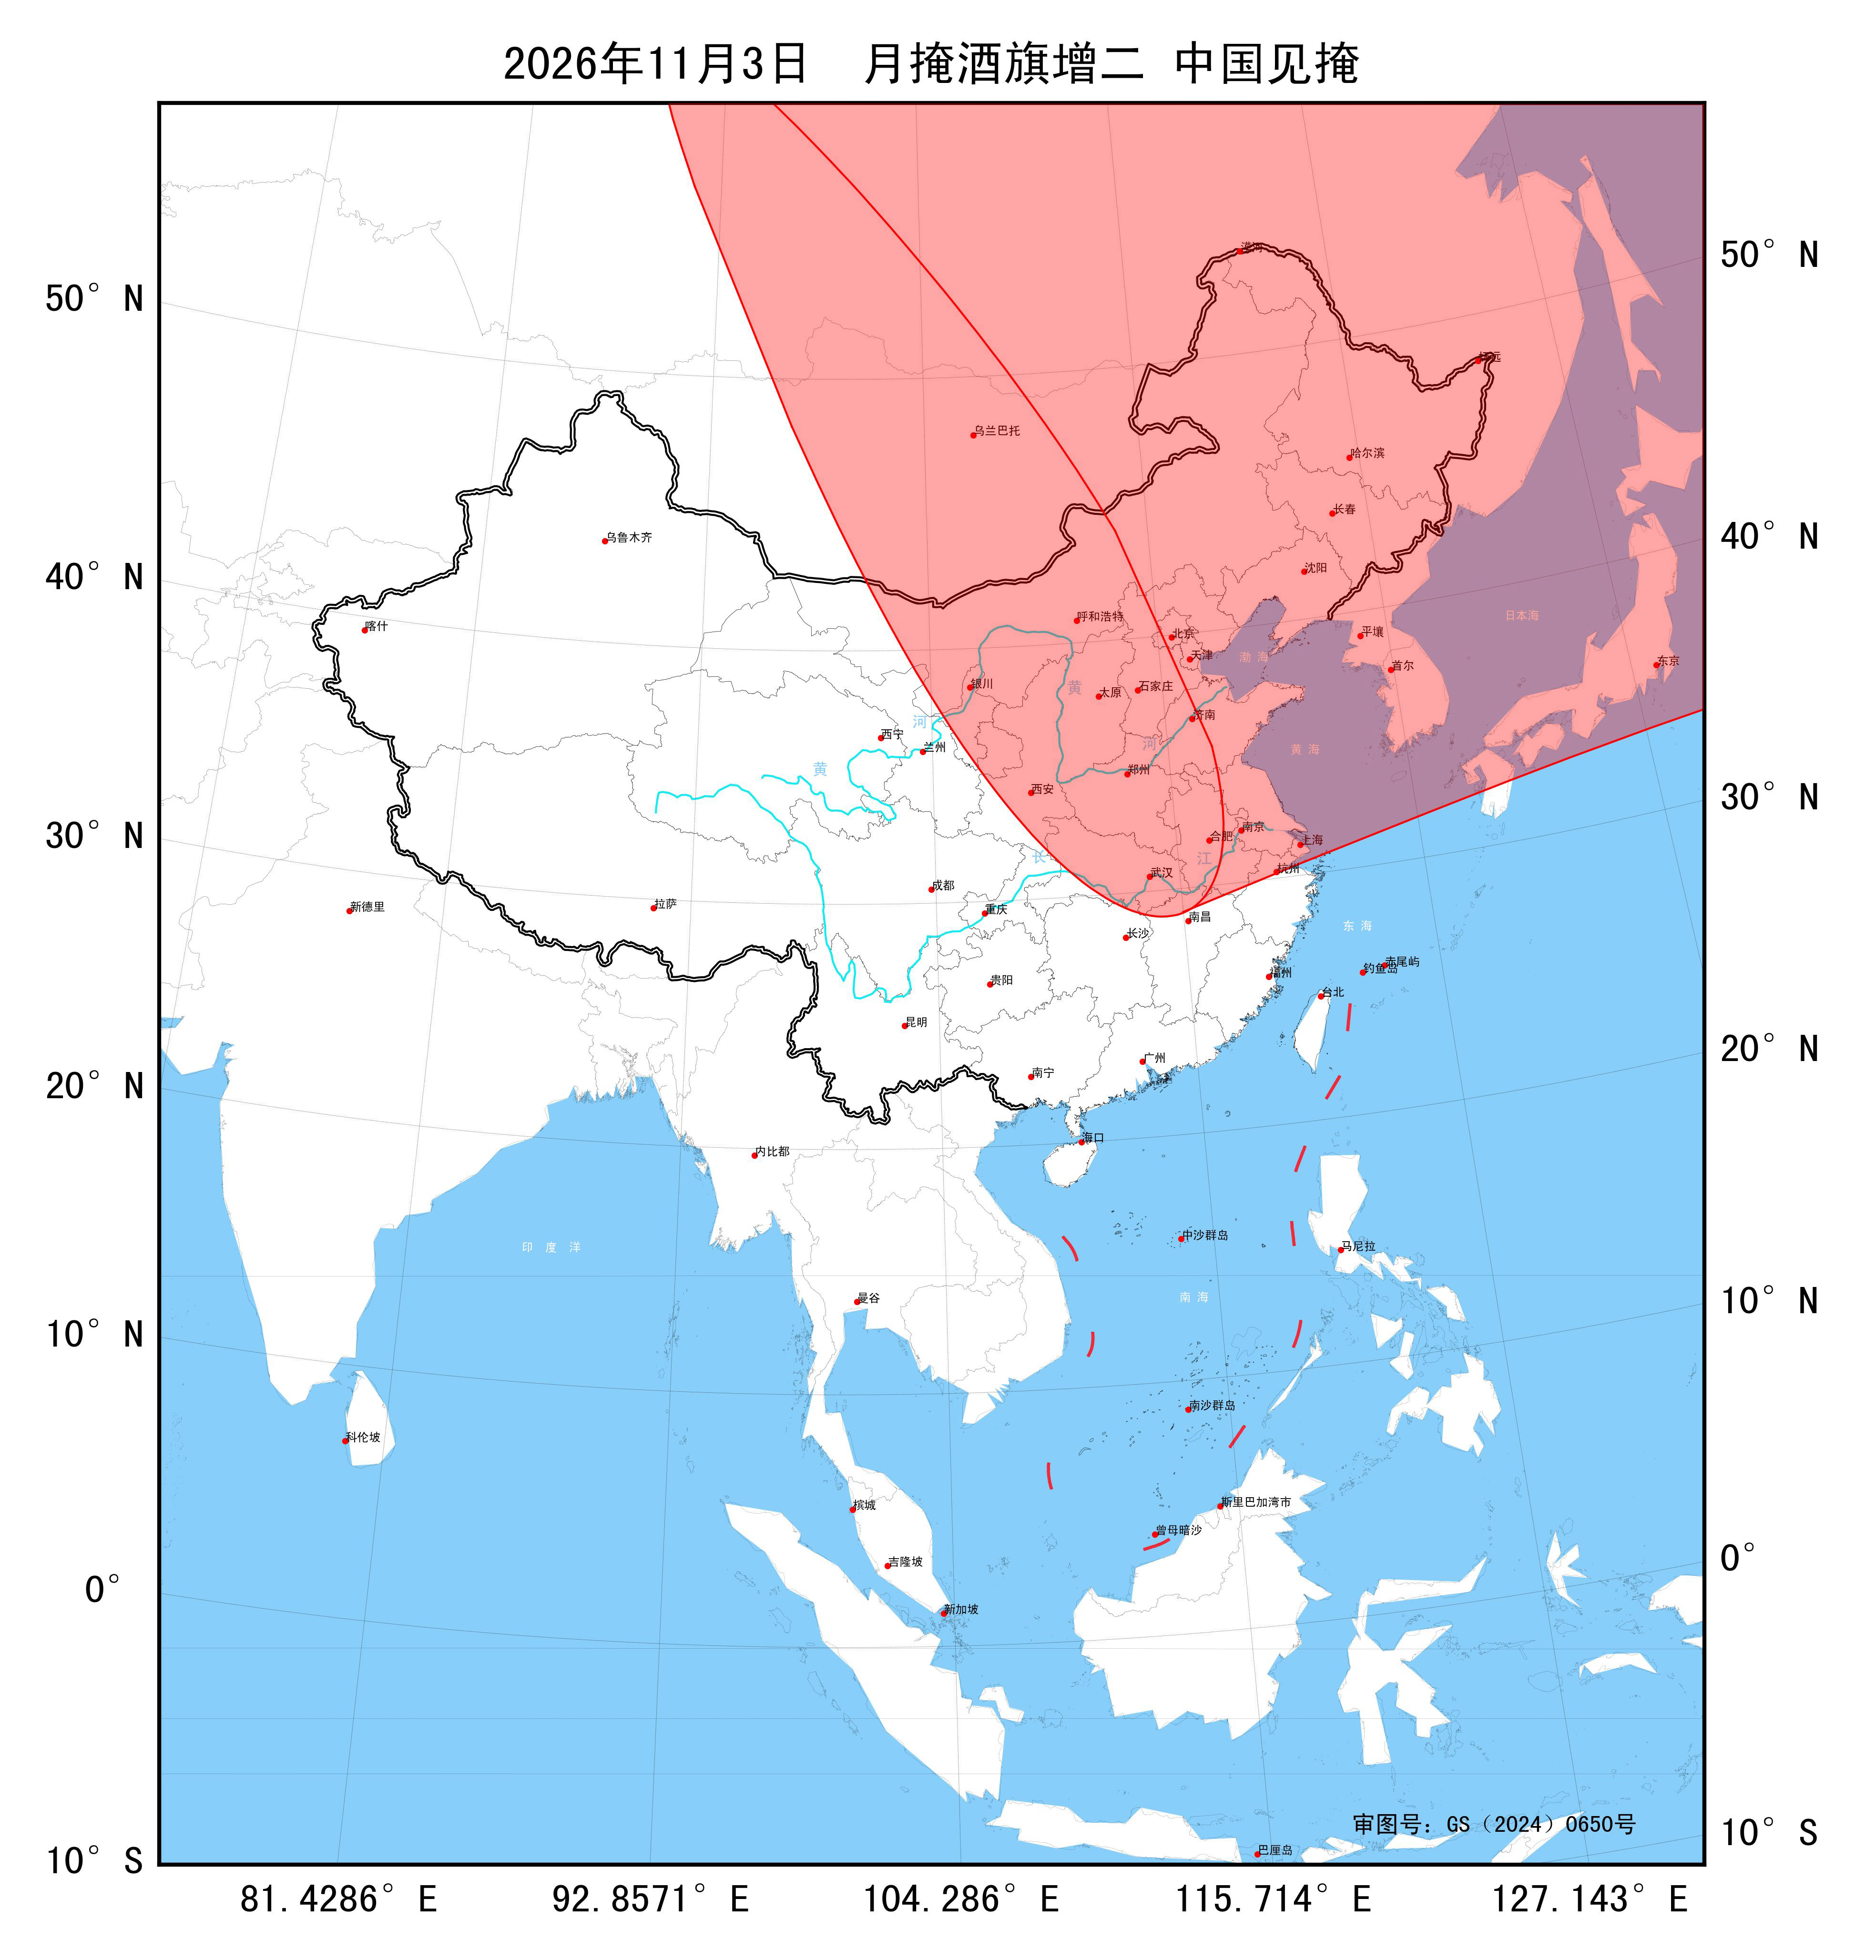 2026年11月3日 月掩酒旗增二 中国见掩
漠河
50° N
50° N
抚远
乌兰巴托
哈尔滨
长春
40° N
乌鲁木齐
沈阳
40° N
喀什
呼和浩特
北京
平壤
日本海
天津
渤 海
首尔
东京
银川
黄
太原
石家庄
河
济南
西宁
兰州
河
黄 海
黄
郑州
西安
30° N
30° N
南京
合肥
上海
长
江
武汉
杭州
成都
新德里
拉萨
重庆
南昌
长沙
东 海
赤尾屿
钓鱼岛
福州
贵阳
台北
昆明
20° N
广州
南宁
20° N
海口
内比都
中沙群岛
印 度 洋
马尼拉
曼谷
南 海
10° N
10° N
南沙群岛
科伦坡
槟城
斯里巴加湾市
曾母暗沙
吉隆坡
0°
0°
新加坡
审图号：GS（2024）0650号
10° S
巴厘岛
10° S
81.4286° E
92.8571° E
104.286° E
115.714° E
127.143° E